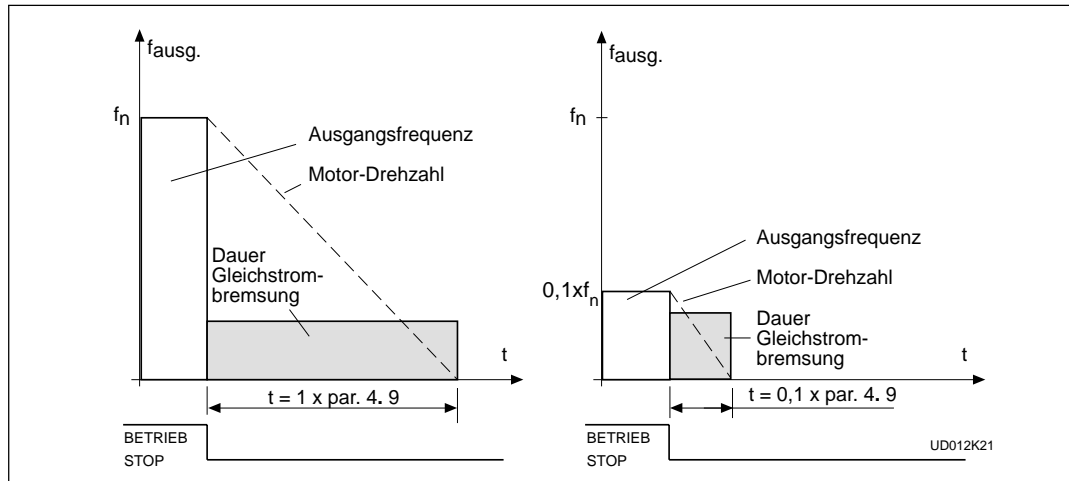 fausg.
fn
Ausgangsfrequenz
Motor-Drehzahl
Dauer
Gleichstrom-
bremsung
t
t = 1 x par. 4. 9
BETRIEB
STOP
fausg.
fn
Ausgangsfrequenz
Motor-Drehzahl
0,1xfn
Dauer
Gleichstrom-
bremsung
t
t = 0,1 x par. 4. 9
BETRIEB
STOP
UD012K21